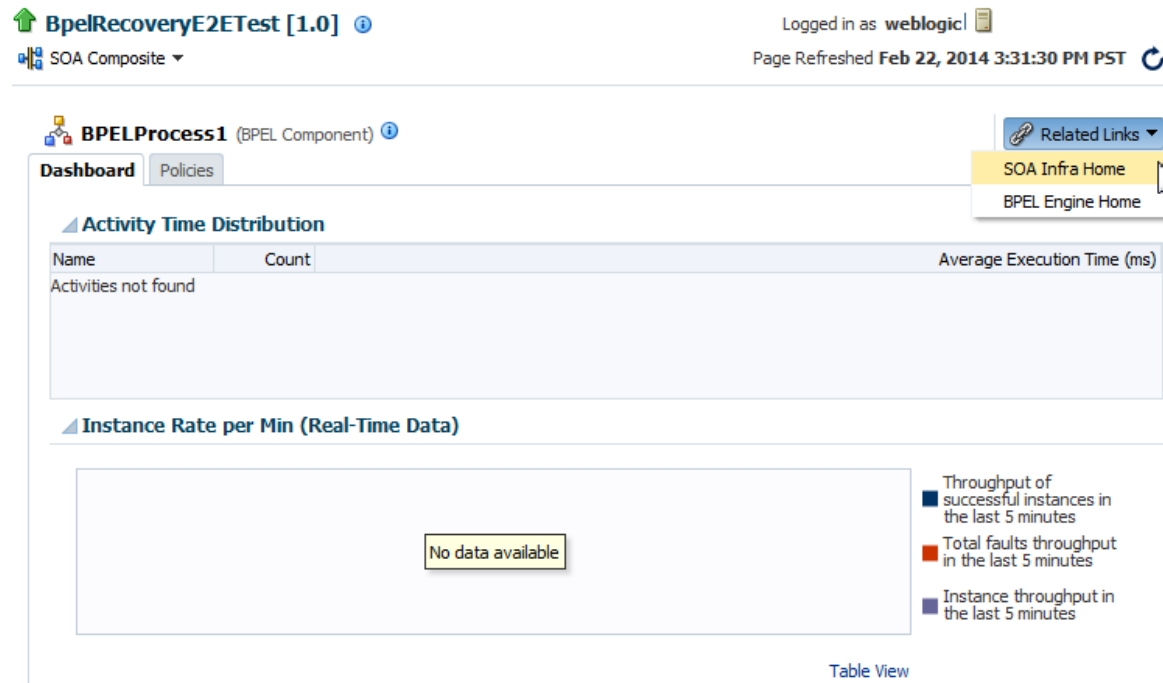 BpelRecoveryE2ETest [1.0]
Logged in as weblogic
SOA Composite
Page Refreshed Feb 22, 2014 3:31:30 PM PST
BPELProcess1 (BPEL Component)
Related Links
SOA Infra Home
BPEL Engine Home
Dashboard
Policies
Activity Time Distribution
Name Count Average Execution Time (ms)
Activities not found
Instance Rate per Min (Real-Time Data)
No data available
Throughput of
successful instances in
the last 5 minutes
Total faults throughput
in the last 5 minutes
Instance throughput in
the last 5 minutes
Table View